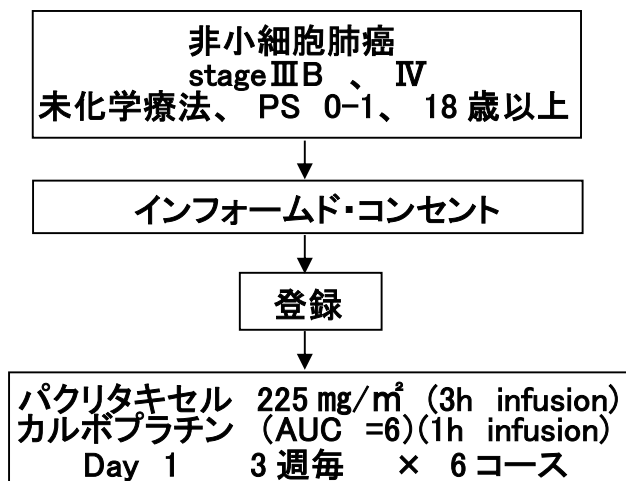 非小細胞肺癌
stageⅢB 、 Ⅳ
未化学療法、 PS 0-1、 18歳以上
インフォームド・コンセント
登録
パクリタキセル 225㎎/㎡ (3h infusion)
カルボプラチン (AUC =6)(1h infusion)
Day 1 3週毎 × 6コース